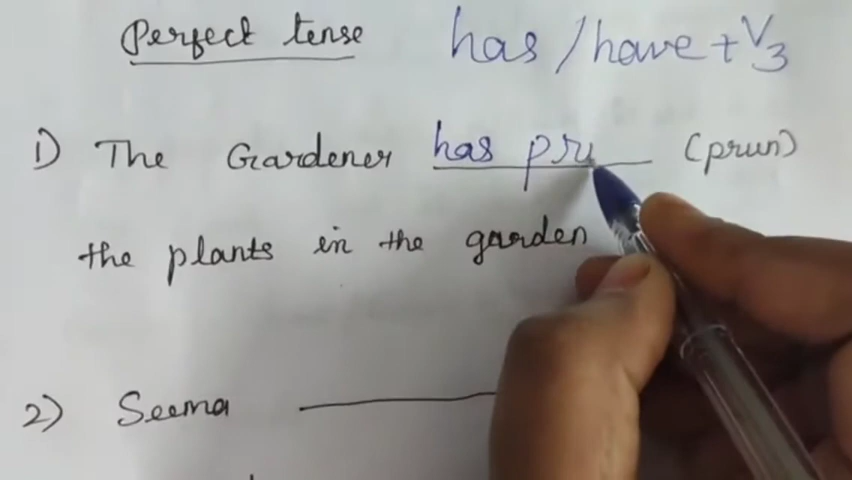 Perfect tense has/have+V3
1) The Gardener has pru (prun)
the plants in the garden
2) Seema